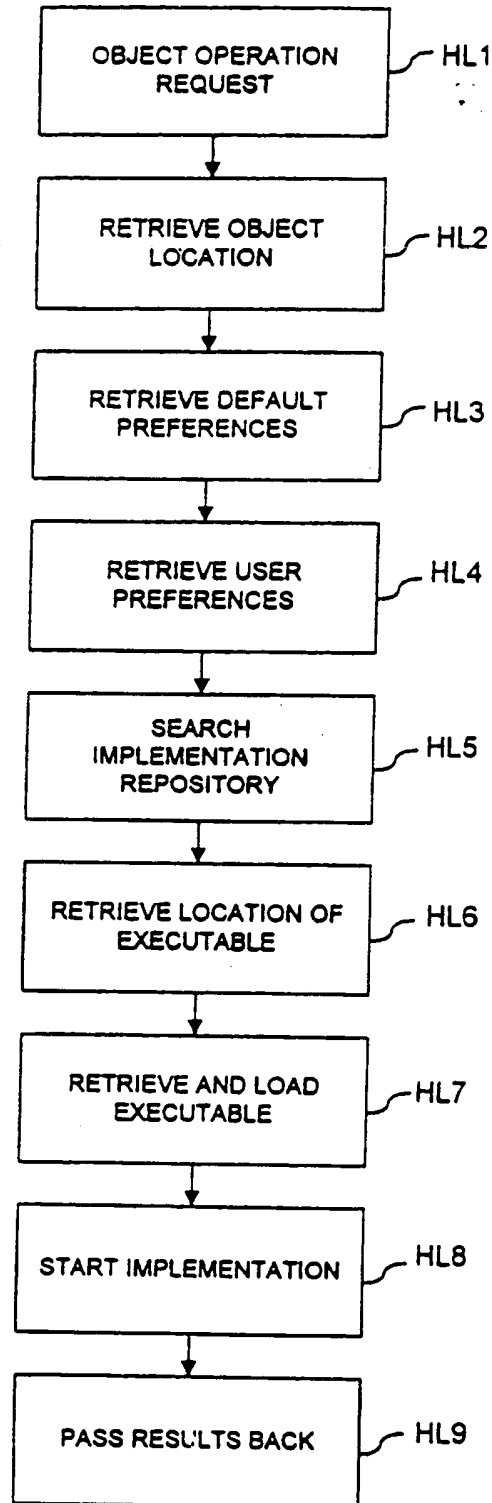 OBJECT OPERATION
REQUEST
HL1
RETRIEVE OBJECT
LOCATION
HL2
RETRIEVE DEFAULT
PREFERENCES
HL3
RETRIEVE USER
PREFERENCES
HL4
SEARCH
IMPLEMENTATION
REPOSITORY
HL5
RETRIEVE LOCATION OF
EXECUTABLE
HL6
RETRIEVE AND LOAD
EXECUTABLE
HL7
START IMPLEMENTATION
HL8
PASS RESULTS BACK
HL9